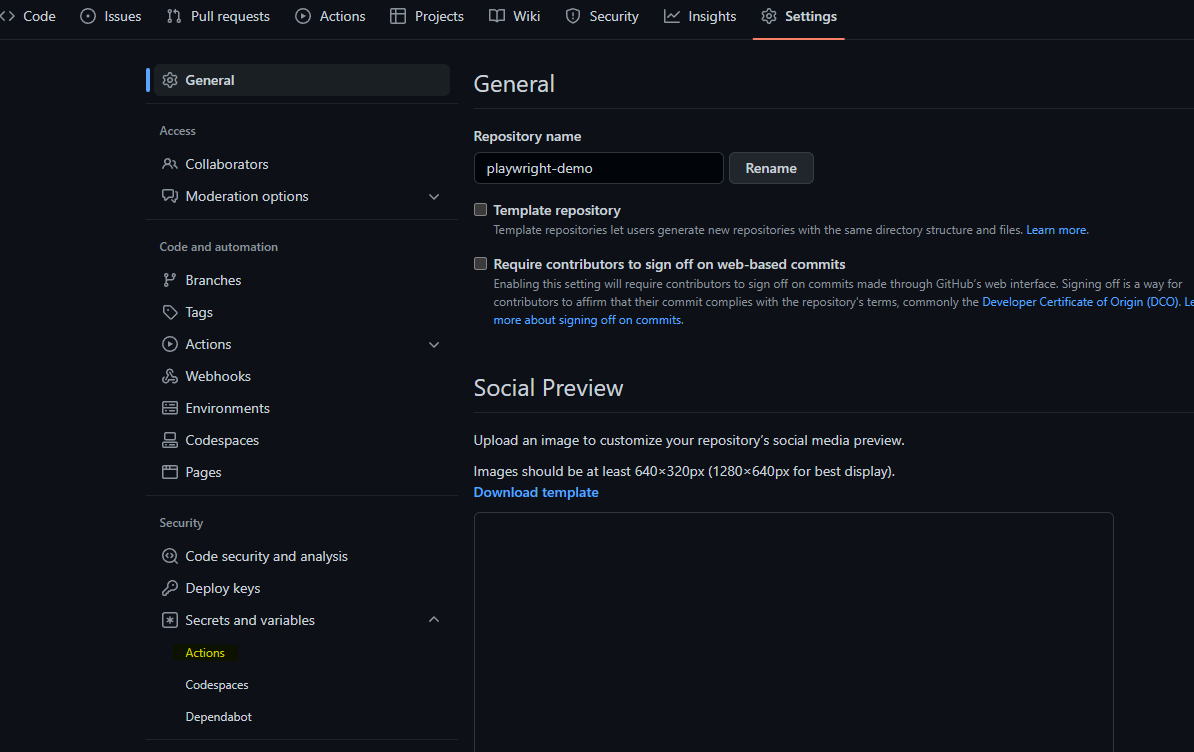 Code Issues Pull requests Actions Projects Wiki Security Insights Settings
General
Access
Collaborators
Moderation options
Code and automation
Branches
Tags
Actions
Webhooks
Environments
Codespaces
Pages
Security
Code security and analysis
Deploy keys
Secrets and variables
Actions
Codespaces
Dependabot
General
Repository name
playwright-demo Rename
Template repository
Template repositories let users generate new repositories with the same directory structure and files. Learn more.
Require contributors to sign off on web-based commits
Enabling this setting will require contributors to sign off on commits made through GitHub's web interface. Signing off is a way for
contributors to affirm that their commit complies with the repository's terms, commonly the Developer Certificate of Origin (DCO).
more about signing off on commits.
Social Preview
Upload an image to customize your repository's social media preview.
Images should be at least 640×320px (1280×640px for best display).
Download template